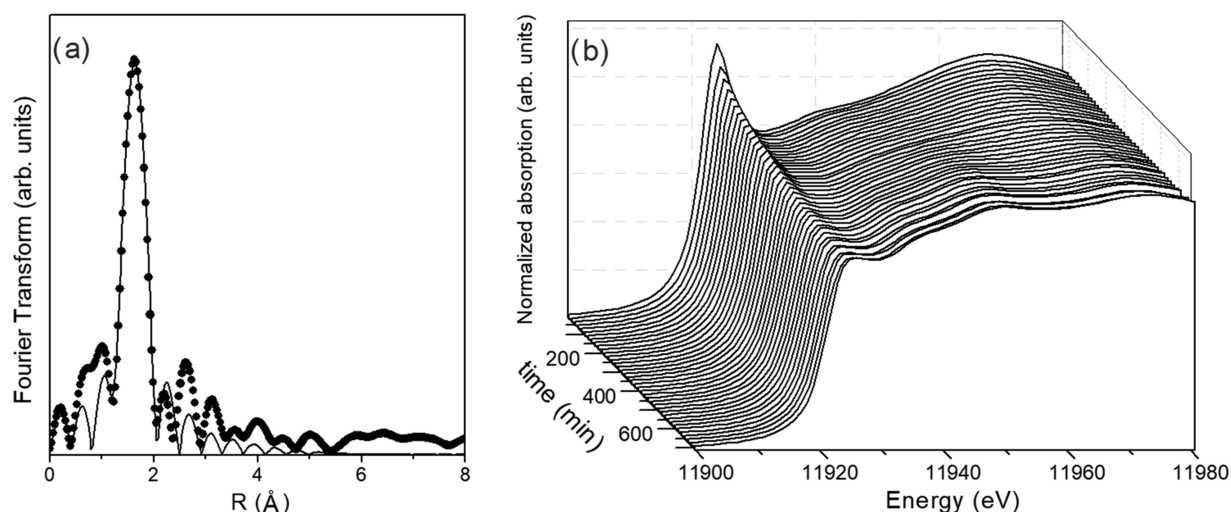 (a)
Fourier Transform (arb. units)
0 2 4 6 8
R (Å)
(b)
Normalized absorption (arb. units)
200
400
600
time (min)
11900 11920 11940 11960 11980
Energy (eV)